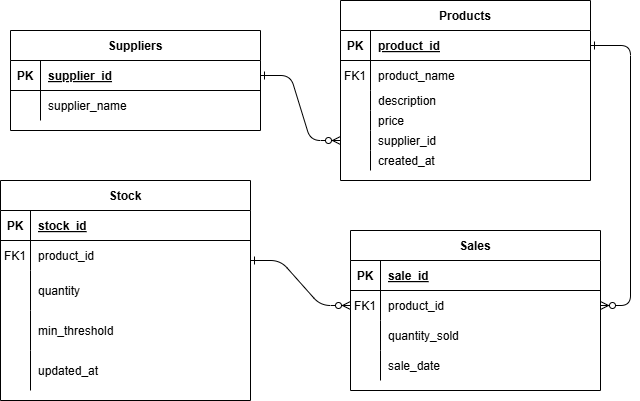 Suppliers
PK supplier_id
supplier_name
Products
PK product_id
FK1 product_name
description
price
supplier_id
created_at
Stock
PK stock_id
FK1 product_id
quantity
min_threshold
updated_at
Sales
PK sale_id
FK1 product_id
quantity_sold
sale_date